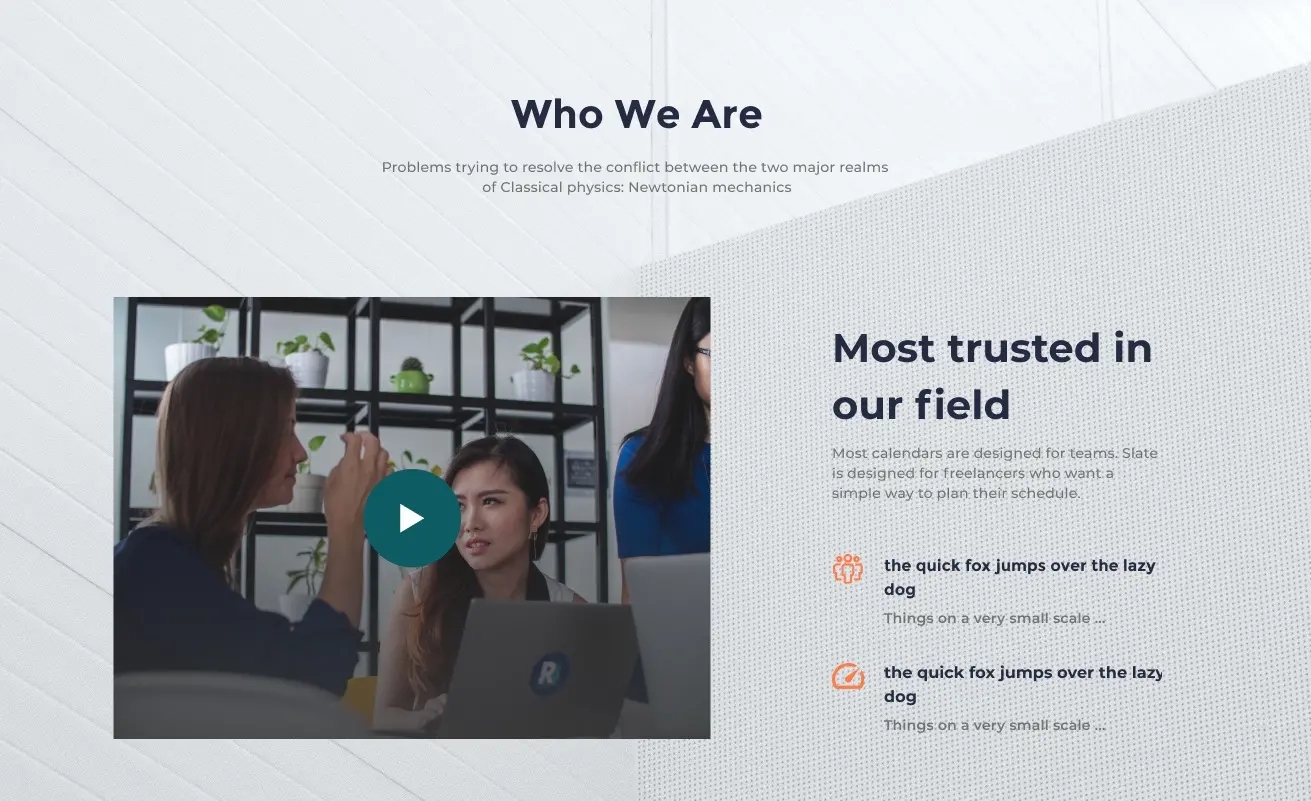 Who We Are
Problems trying to resolve the conflict between the two major realms
of Classical physics: Newtonian mechanics
Most trusted in
our field
Most calendars are designed for teams. Slate
is designed for freelancers who want a
simple way to plan their schedule.
the quick fox jumps over the lazy
dog
Things on a very small scale ...
the quick fox jumps over the lazy
dog
Things on a very small scale ...
R